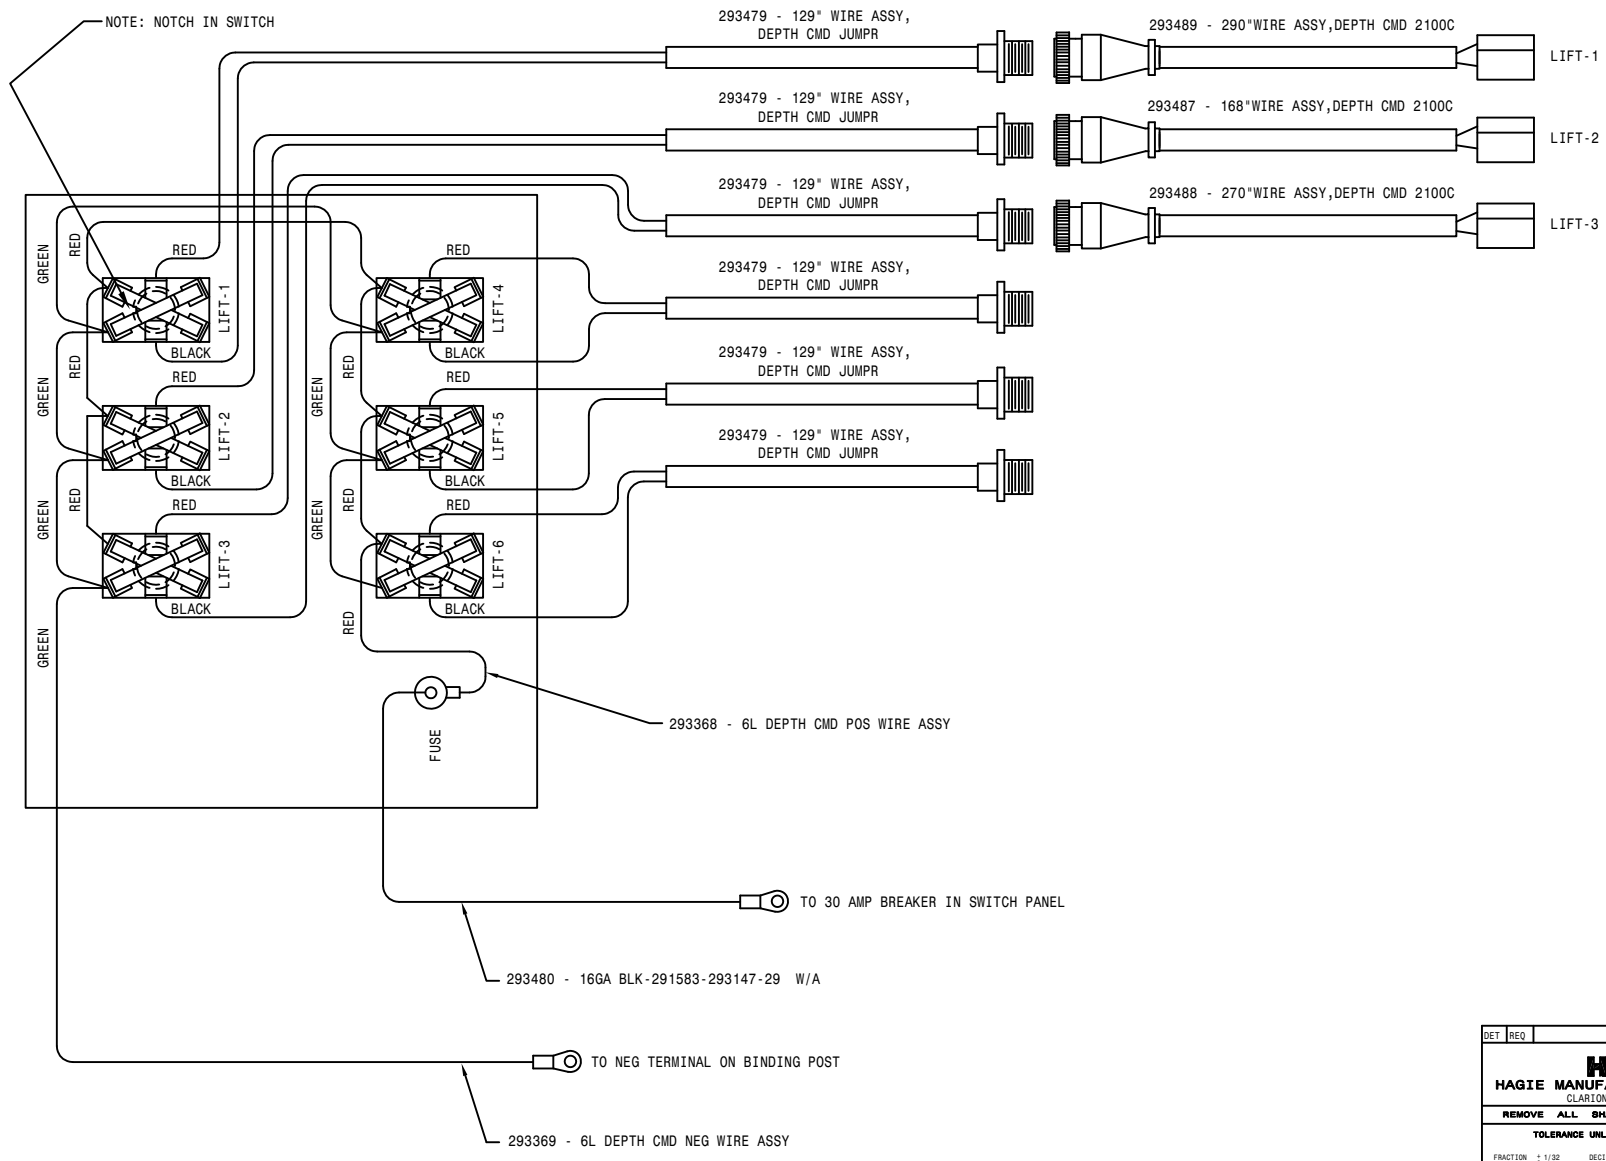 NOTE: NOTCH IN SWITCH
293479 - 129" WIRE ASSY,
DEPTH CMD JUMPR
293489 - 290"WIRE ASSY,DEPTH CMD 2100C
LIFT-1
293479 - 129" WIRE ASSY,
DEPTH CMD JUMPR
293487 - 168"WIRE ASSY,DEPTH CMD 2100C
LIFT-2
293479 - 129" WIRE ASSY,
DEPTH CMD JUMPR
293488 - 270"WIRE ASSY,DEPTH CMD 2100C
LIFT-3
293479 - 129" WIRE ASSY,
DEPTH CMD JUMPR
293479 - 129" WIRE ASSY,
DEPTH CMD JUMPR
293479 - 129" WIRE ASSY,
DEPTH CMD JUMPR
GREEN
RED
RED
LIFT-1
BLACK
RED
LIFT-4
BLACK
GREEN
RED
RED
LIFT-2
BLACK
GREEN
RED
RED
LIFT-5
BLACK
GREEN
RED
RED
LIFT-3
BLACK
GREEN
RED
RED
LIFT-6
BLACK
GREEN
RED
FUSE
293368 - 6L DEPTH CMD POS WIRE ASSY
TO 30 AMP BREAKER IN SWITCH PANEL
293480 - 16GA BLK-291583-293147-29 W/A
TO NEG TERMINAL ON BINDING POST
293369 - 6L DEPTH CMD NEG WIRE ASSY
DET REQ
H
HAGIE MANUFA
CLARION
REMOVE ALL SHA
TOLERANCE UNL
FRACTION ± 1/32 DECI